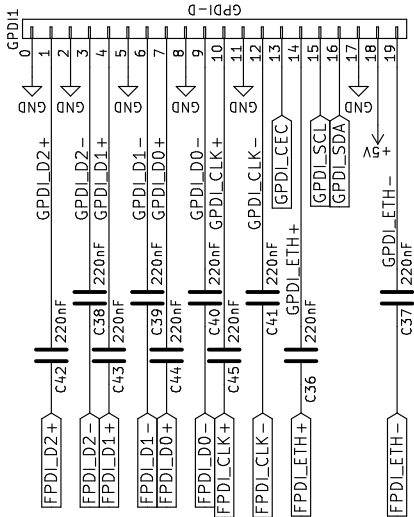 GPDI-D
GPDI1
0
1
2
3
4
5
6
7
8
9
10
11
12
13
14
15
16
17
18
19
GND
GND
GND
GND
GND
GND
+5V
GPDI_D2+
GPDI_D2-
GPDI_D1+
GPDI_D1-
GPDI_D0+
GPDI_D0-
GPDI_CLK+
GPDI_CLK-
GPDI_CEC
GPDI_ETH+
GPDI_SCL
GPDI_SDA
GPDI_ETH-
220nF
220nF
220nF
220nF
220nF
C38
C39
C40
C41
C37
220nF
220nF
220nF
220nF
220nF
C42
C43
C44
C45
C36
FPDI_D2+
FPDI_D2-
FPDI_D1+
FPDI_D1-
FPDI_D0+
FPDI_D0-
FPDI_CLK+
FPDI_CLK-
FPDI_ETH+
FPDI_ETH-